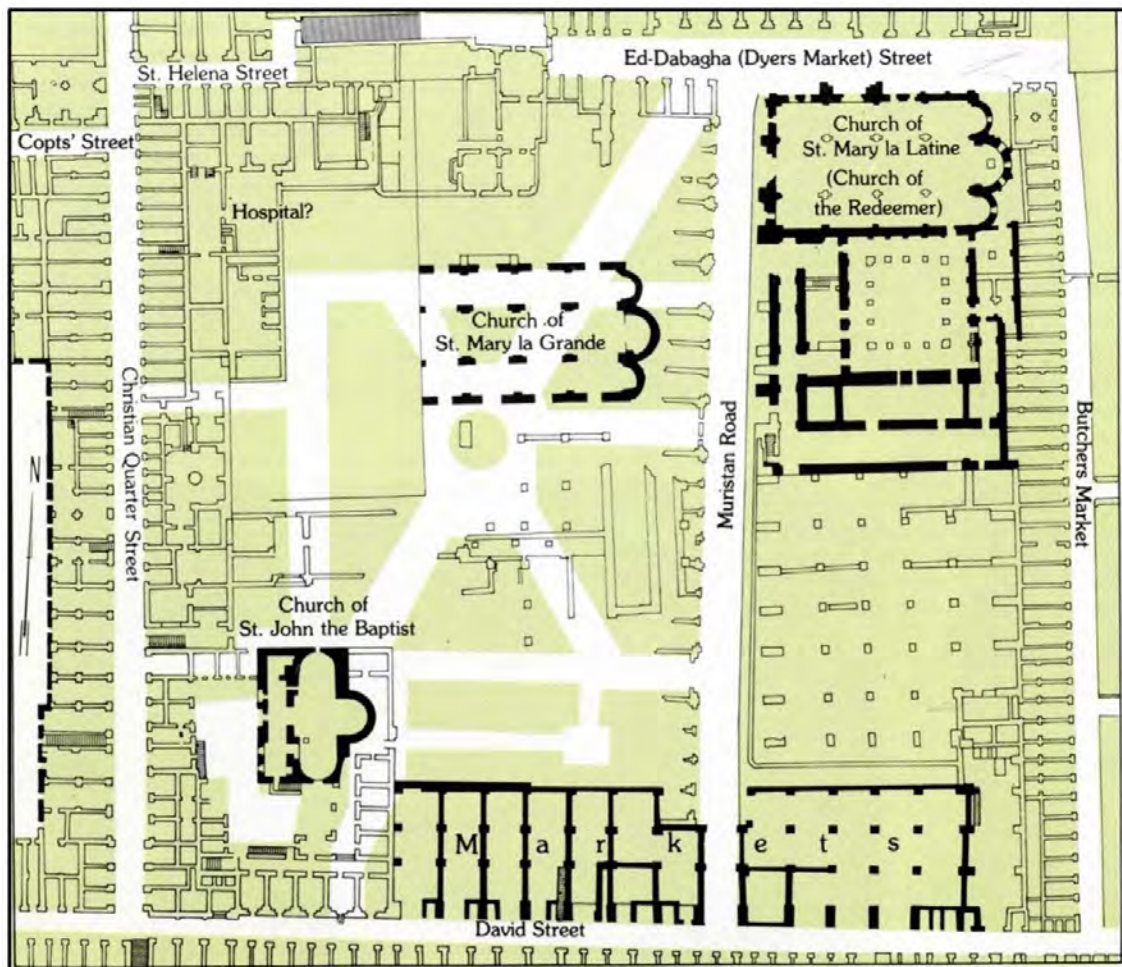 Ed-Dabagha (Dyers Market) Street
St. Helena Street
Copts' Street
Church of
St. Mary la Latine
(Church of
the Redeemer)
Hospital?
Church of
St. Mary la Grande
Christian Quarter Street
Muristan Road
Butchers Market
N
Church of
St. John the Baptist
Markets
David Street